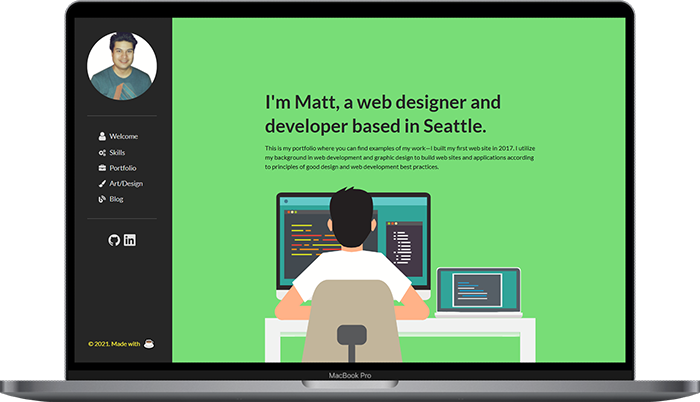 Welcome
Skills
Portfolio
Art/Design
Blog
© 2021. Made with
I'm Matt, a web designer and
developer based in Seattle.
This is my portfolio where you can find examples of my work—I built my first web site in 2017. I utilize
my background in web development and graphic design to build web sites and applications according
to principles of good design and web development best practices.
MacBook Pro